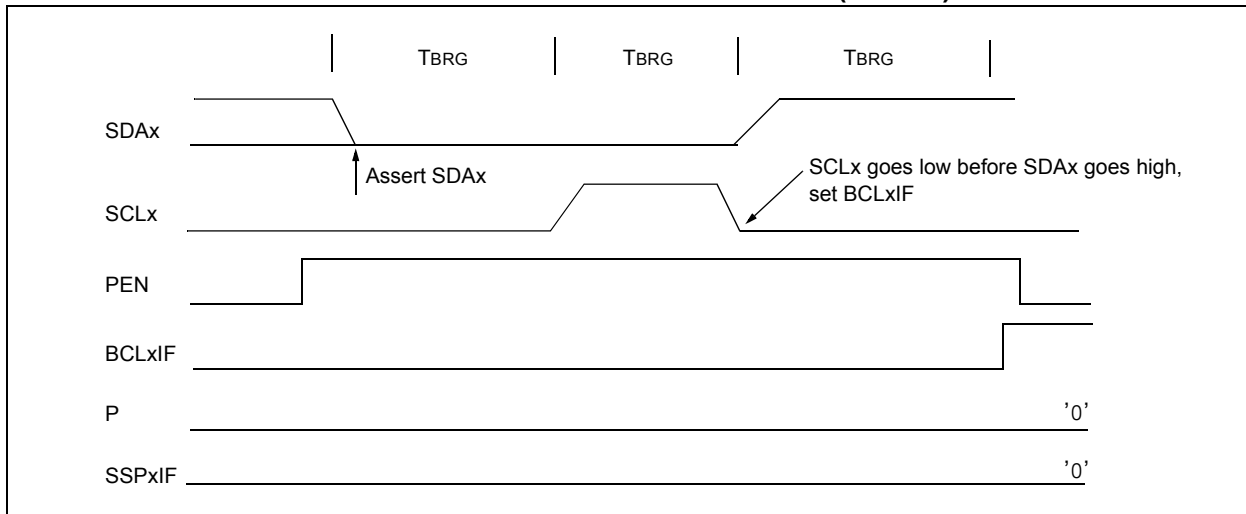 TBRG TBRG TBRG
SDAx
Assert SDAx
SCLx goes low before SDAx goes high,
set BCLxIF
SCLx
PEN
BCLxIF
P '0'
SSPxIF '0'